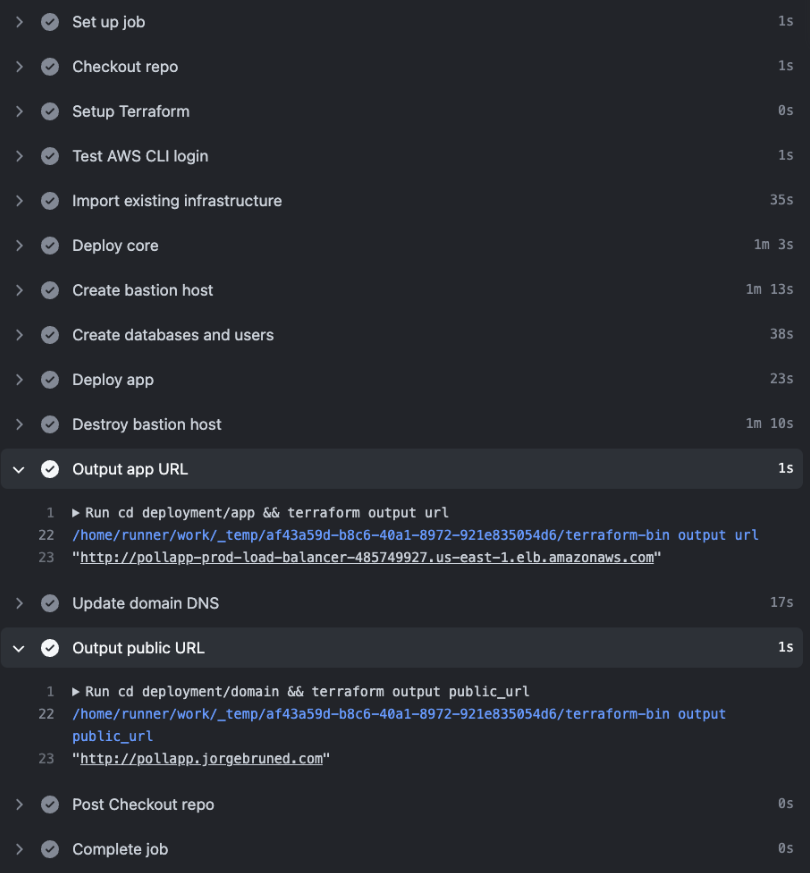 Set up job 1s
Checkout repo 1s
Setup Terraform 0s
Test AWS CLI login 1s
Import existing infrastructure 35s
Deploy core 1m 3s
Create bastion host 1m 13s
Create databases and users 38s
Deploy app 23s
Destroy bastion host 1m 10s
Output app URL 1s
1 ▶ Run cd deployment/app && terraform output url
22 /home/runner/work/_temp/af43a59d-b8c6-40a1-8972-921e835054d6/terraform-bin output url
23 "http://pollapp-prod-load-balancer-485749927.us-east-1.elb.amazonaws.com"
Update domain DNS 17s
Output public URL 1s
1 ▶ Run cd deployment/domain && terraform output public_url
22 /home/runner/work/_temp/af43a59d-b8c6-40a1-8972-921e835054d6/terraform-bin output
public_url
23 "http://pollapp.jorgebruned.com"
Post Checkout repo 0s
Complete job 0s